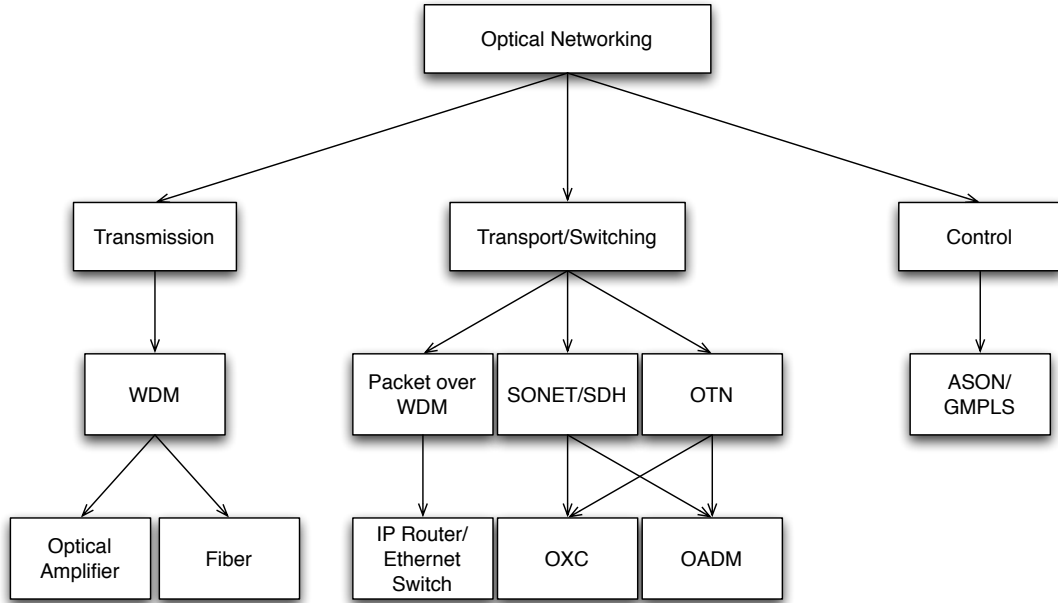 Optical Networking
Transmission
Transport/Switching
Control
WDM
Packet over
WDM
SONET/SDH
OTN
ASON/
GMPLS
Optical
Amplifier
Fiber
IP Router/
Ethernet
Switch
OXC
OADM